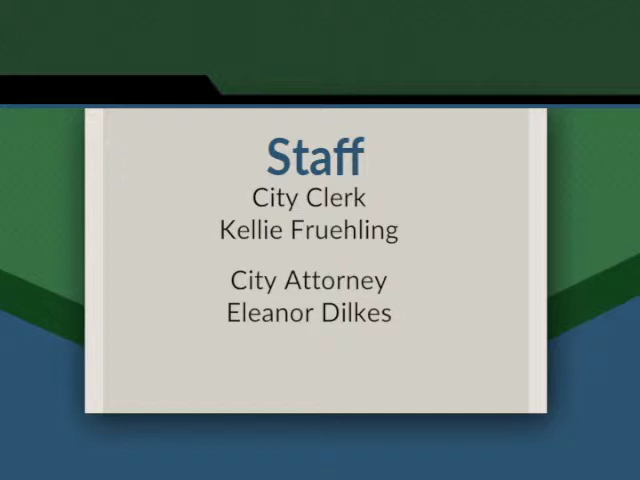 Staff
City Clerk
Kellie Fruehling
City Attorney
Eleanor Dilkes